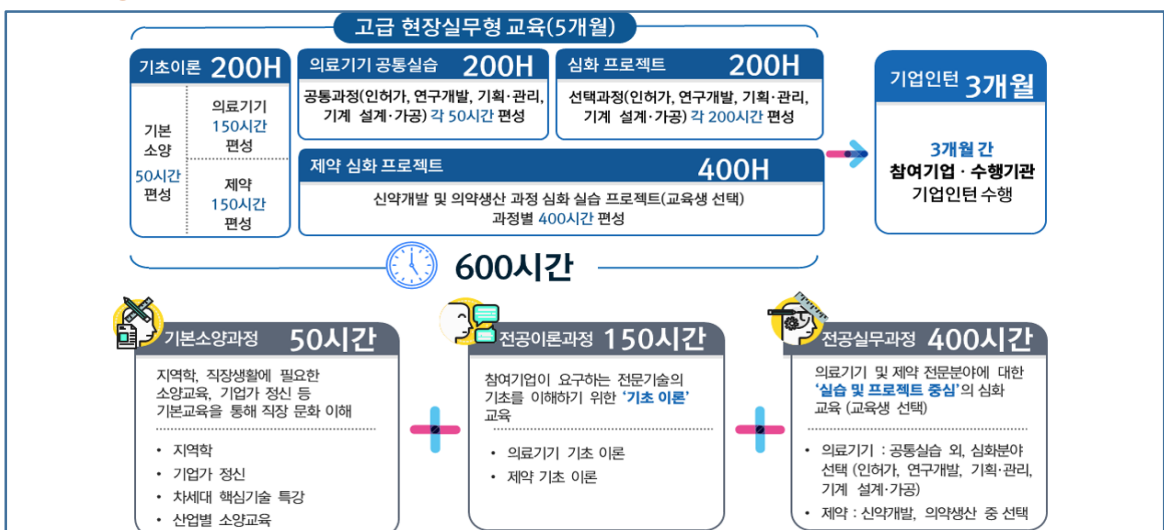 고급 현장실무형 교육(5개월)
기초이론 200H
기본
소양
50시간
편성
의료기기
150시간
편성
제약
150시간
편성
의료기기 공통실습 200H
공통과정(인허가, 연구개발, 기획·관리,
기계 설계·가공) 각 50시간 편성
심화 프로젝트 200H
선택과정(인허가, 연구개발, 기획·관리,
기계 설계·가공) 각 200시간 편성
제약 심화 프로젝트 400H
신약개발 및 의약생산 과정 심화 실습 프로젝트(교육생 선택)
과정별 400시간 편성
기업인턴 3개월
3개월 간
참여기업 · 수행기관
기업인턴 수행
600시간
기본소양과정 50시간
지역학, 직장생활에 필요한
소양교육, 기업가 정신 등
기본교육을 통해 직장 문화 이해
• 지역학
• 기업가 정신
• 차세대 핵심기술 특강
• 산업별 소양교육
전공이론과정 150시간
참여기업이 요구하는 전문기술의
기초를 이해하기 위한 ‘기초 이론’
교육
• 의료기기 기초 이론
• 제약 기초 이론
전공실무과정 400시간
의료기기 및 제약 전문분야에 대한
‘실습 및 프로젝트 중심’의 심화
교육 (교육생 선택)
• 의료기기 : 공통실습 외, 심화분야
선택 (인허가, 연구개발, 기획·관리,
기계 설계·가공)
• 제약 : 신약개발, 의약생산 중 선택